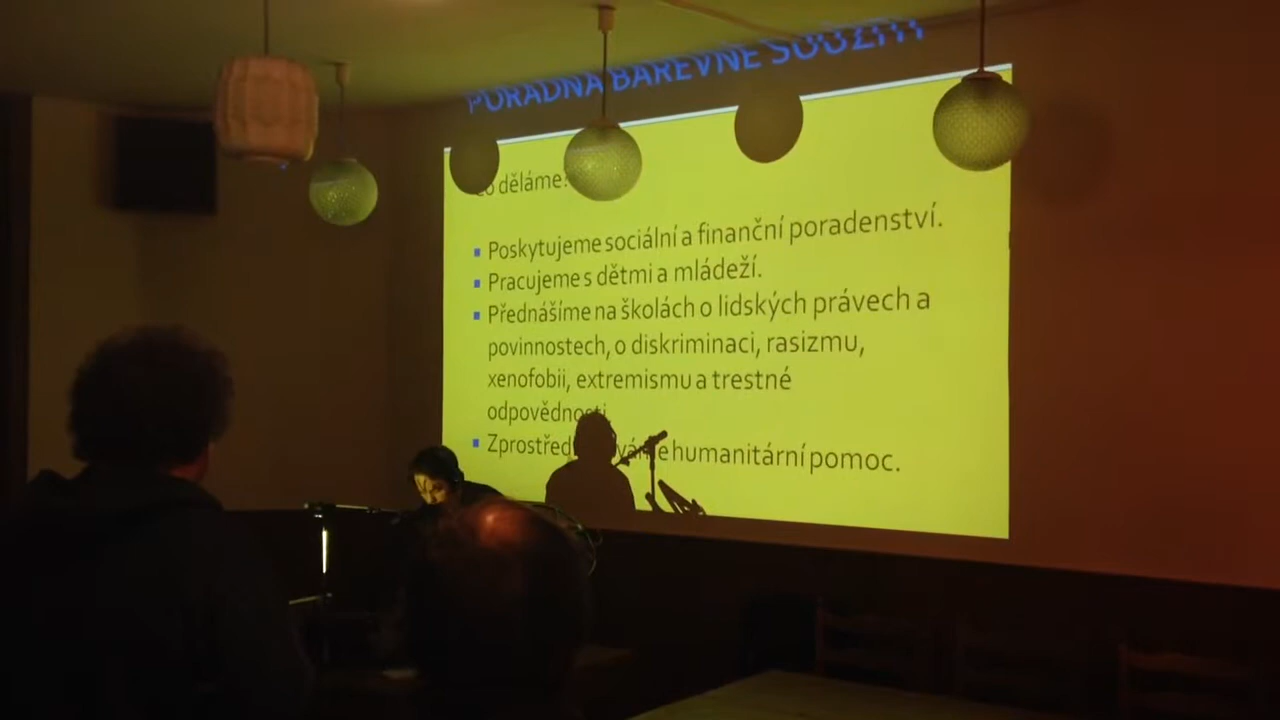 PORADNA BAREVNÉ SOUŽITÍ
děláme?
Poskytujeme sociální a finanční poradenství.
Pracujeme s dětmi a mládeží.
Přednášíme na školách o lidských právech a
povinnostech, o diskriminaci, rasizmu,
xenofobii, extremismu a trestné
odpovědnosti.
humanitární pomoc.